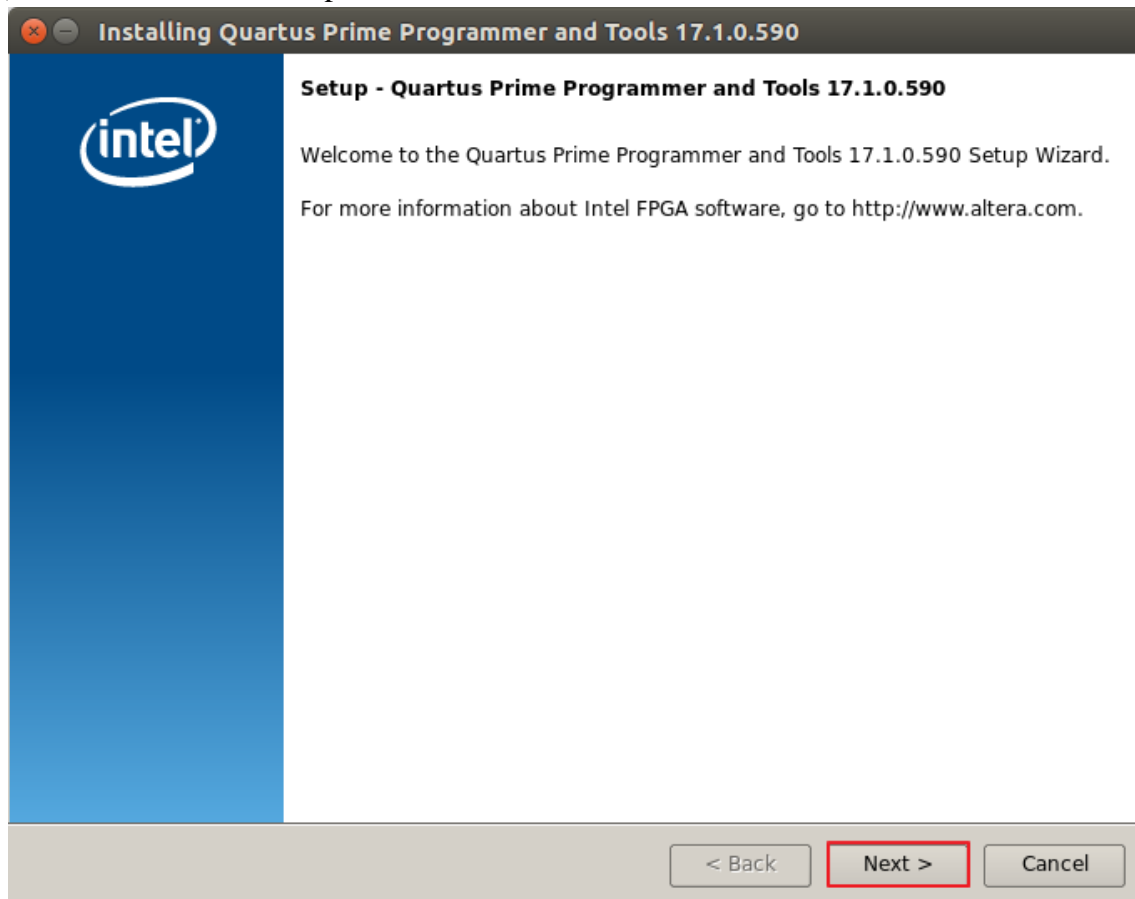 Installing Quartus Prime Programmer and Tools 17.1.0.590
intel
Setup - Quartus Prime Programmer and Tools 17.1.0.590
Welcome to the Quartus Prime Programmer and Tools 17.1.0.590 Setup Wizard.
For more information about Intel FPGA software, go to http://www.altera.com.
< Back Next > Cancel